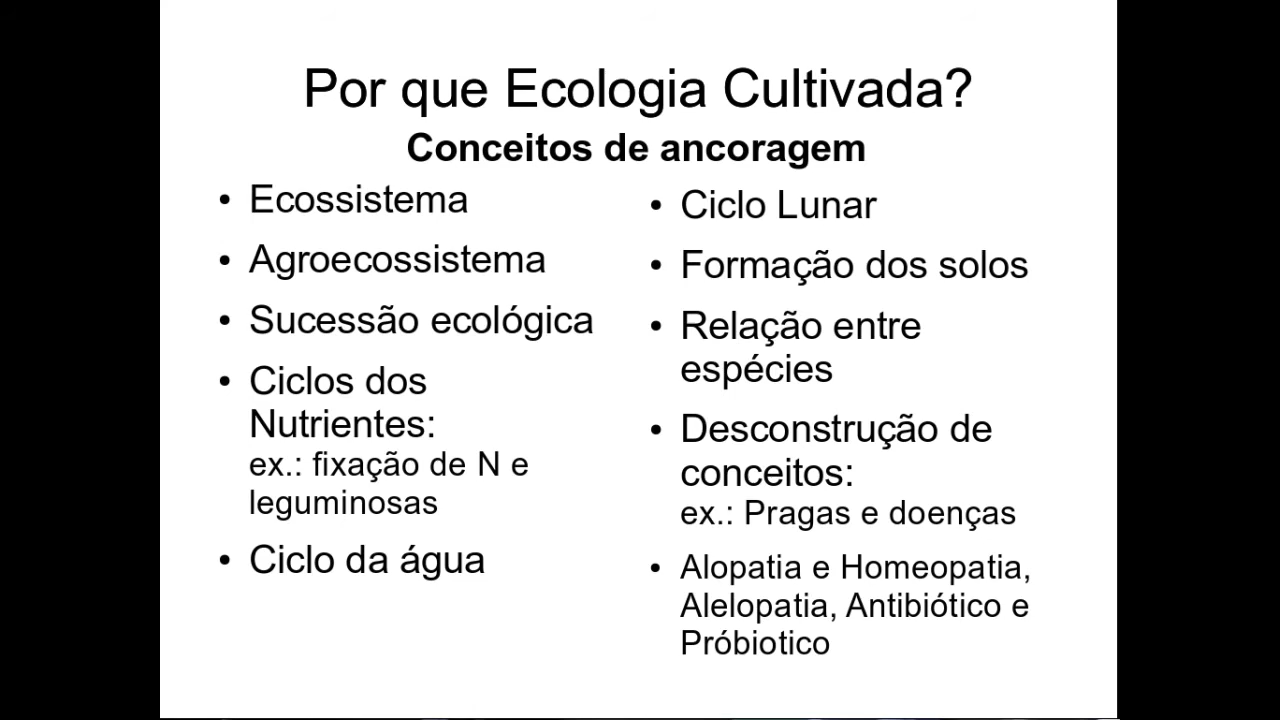 Por que Ecologia Cultivada?
Conceitos de ancoragem
• Ecossistema
• Agroecossistema
• Sucessão ecológica
• Ciclos dos
Nutrientes:
ex.: fixação de N e
leguminosas
• Ciclo da água
• Ciclo Lunar
• Formação dos solos
• Relação entre
espécies
• Desconstrução de
conceitos:
ex.: Pragas e doenças
• Alopatia e Homeopatia,
Alelopatia, Antibiótico e
Próbiotico